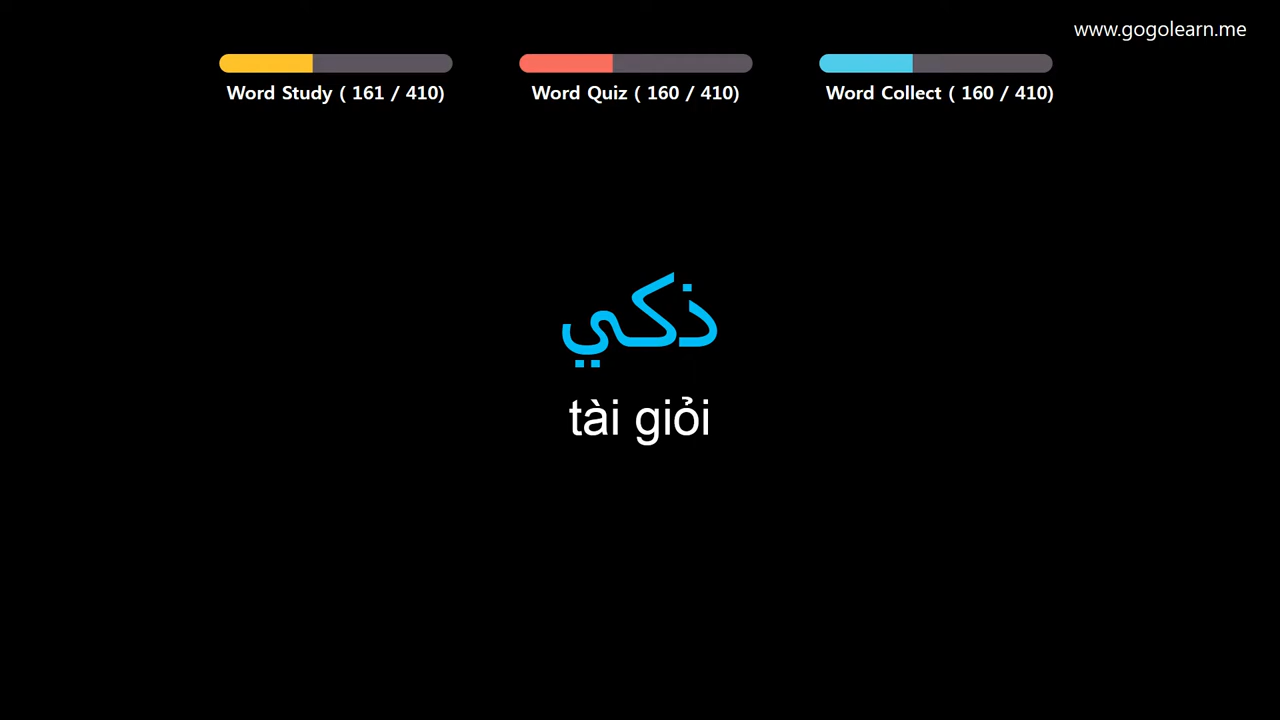 www.gogolearn.me
Word Study ( 161 / 410)
Word Quiz ( 160 / 410)
Word Collect ( 160 / 410)
ذكي
tài giỏi